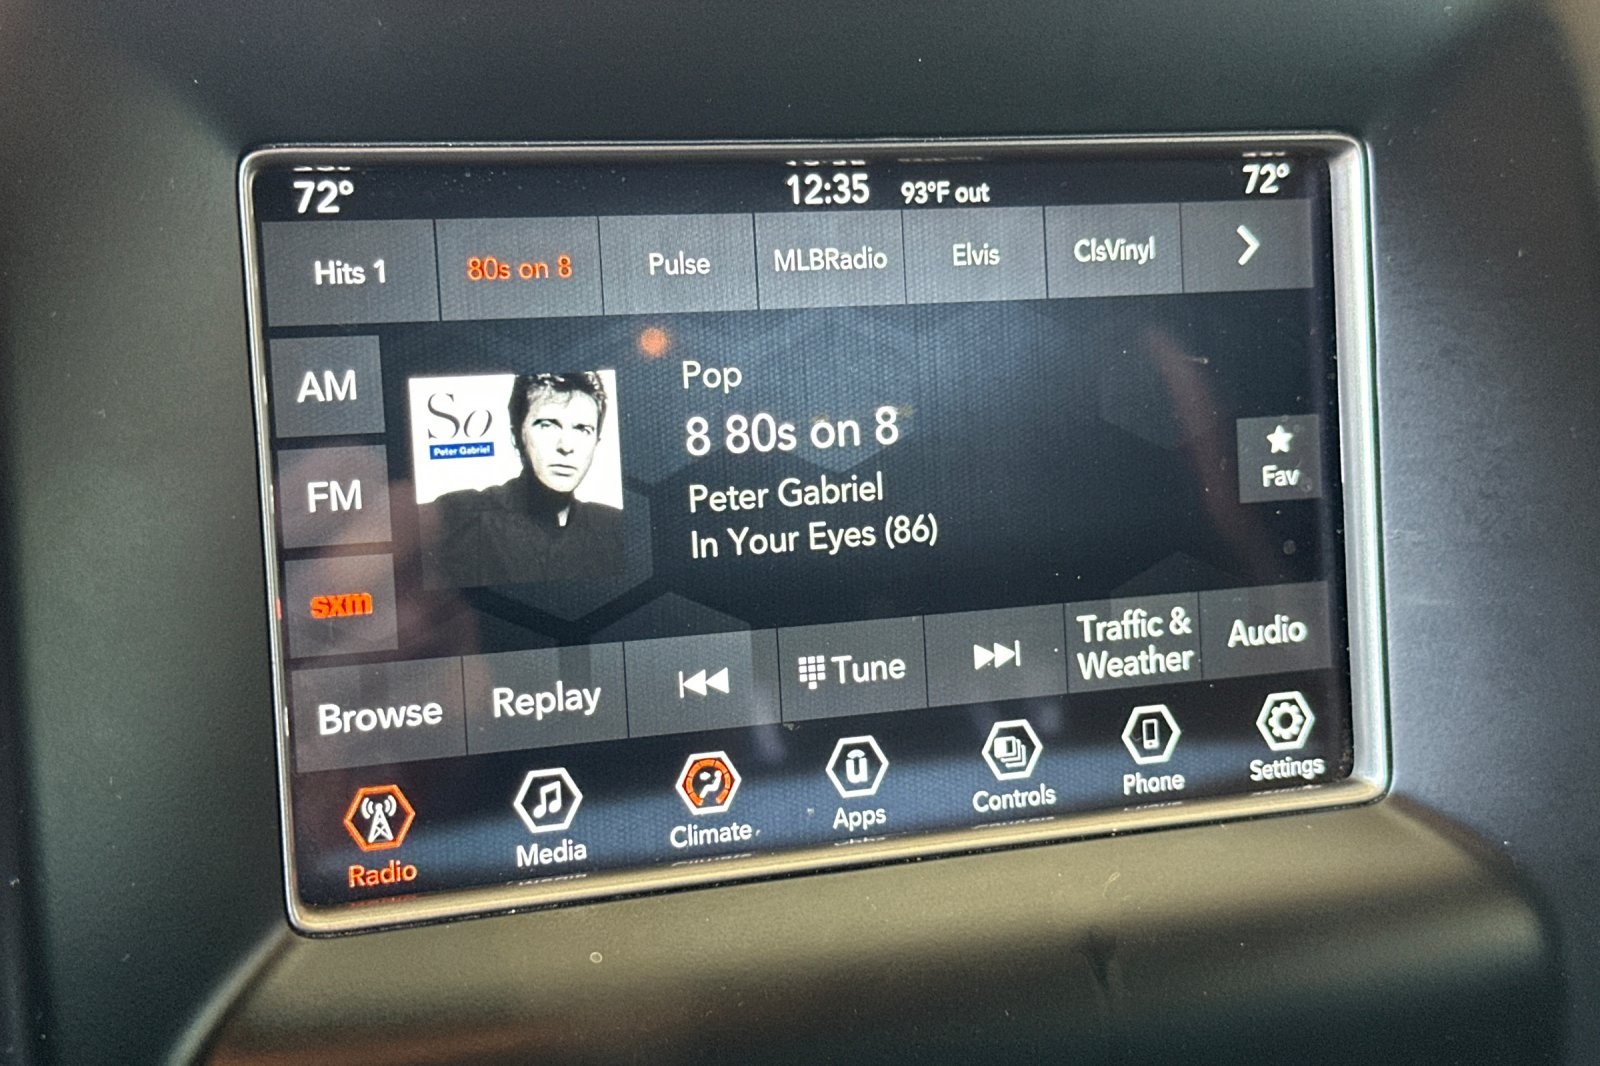 72° 12:35 93°F out 72°
Hits 1 80s on 8 Pulse MLBRadio Elvis ClsVinyl
AM
FM
sxm
So
Peter Gabriel
Pop
8 80s on 8
Peter Gabriel
In Your Eyes (86)
Fav
Browse Replay Tune Traffic & Weather Audio
Radio Media Climate Apps Controls Phone Settings